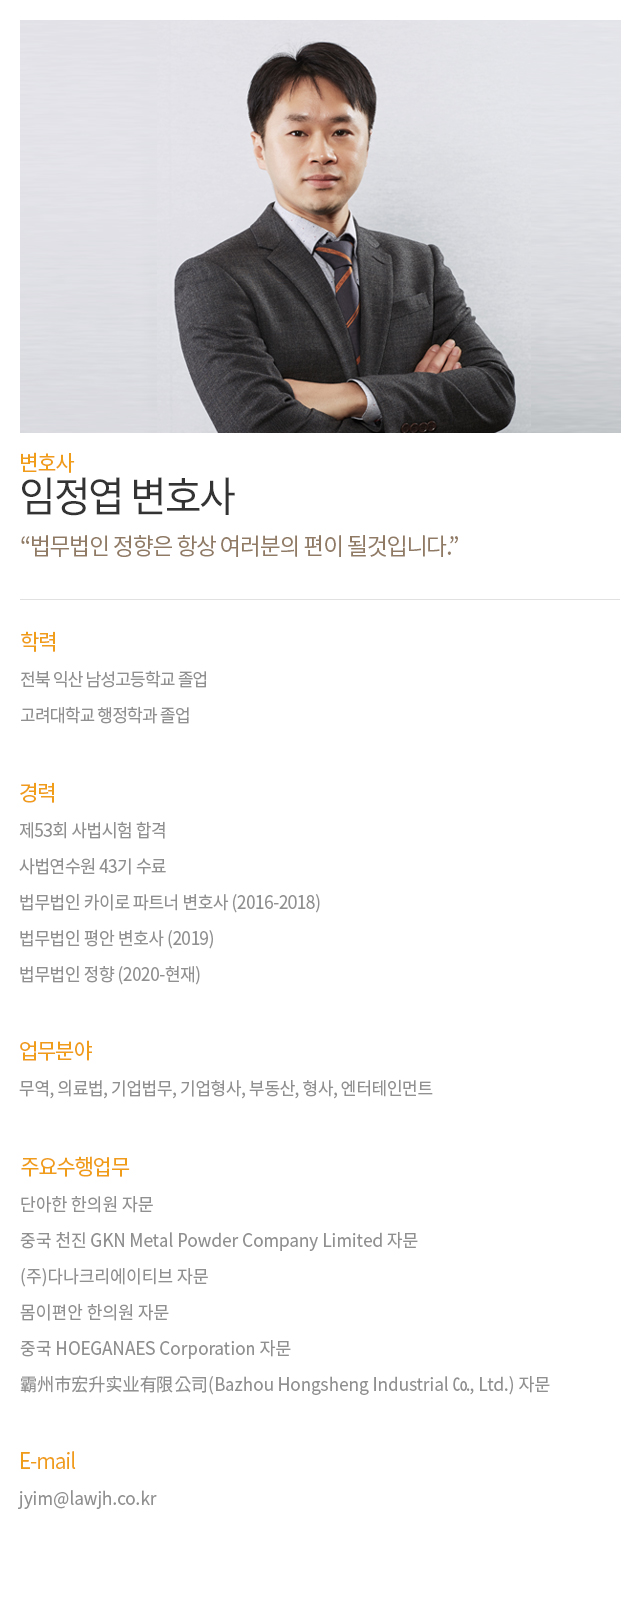 변호사
임정엽 변호사
“법무법인 정향은 항상 여러분의 편이 될것입니다.”
학력
전북 익산 남성고등학교 졸업
고려대학교 행정학과 졸업
경력
제53회 사법시험 합격
사법연수원 43기 수료
법무법인 카이로 파트너 변호사 (2016-2018)
법무법인 평안 변호사 (2019)
법무법인 정향 (2020-현재)
업무분야
무역, 의료법, 기업법무, 기업형사, 부동산, 형사, 엔터테인먼트
주요수행업무
단아한 한의원 자문
중국 천진 GKN Metal Powder Company Limited 자문
(주)다나크리에이티브 자문
몸이편안 한의원 자문
중국 HOEGANAES Corporation 자문
霸州市宏升实业有限公司(Bazhou Hongsheng Industrial ㏇, Ltd.) 자문
E-mail
jyim@lawjh.co.kr